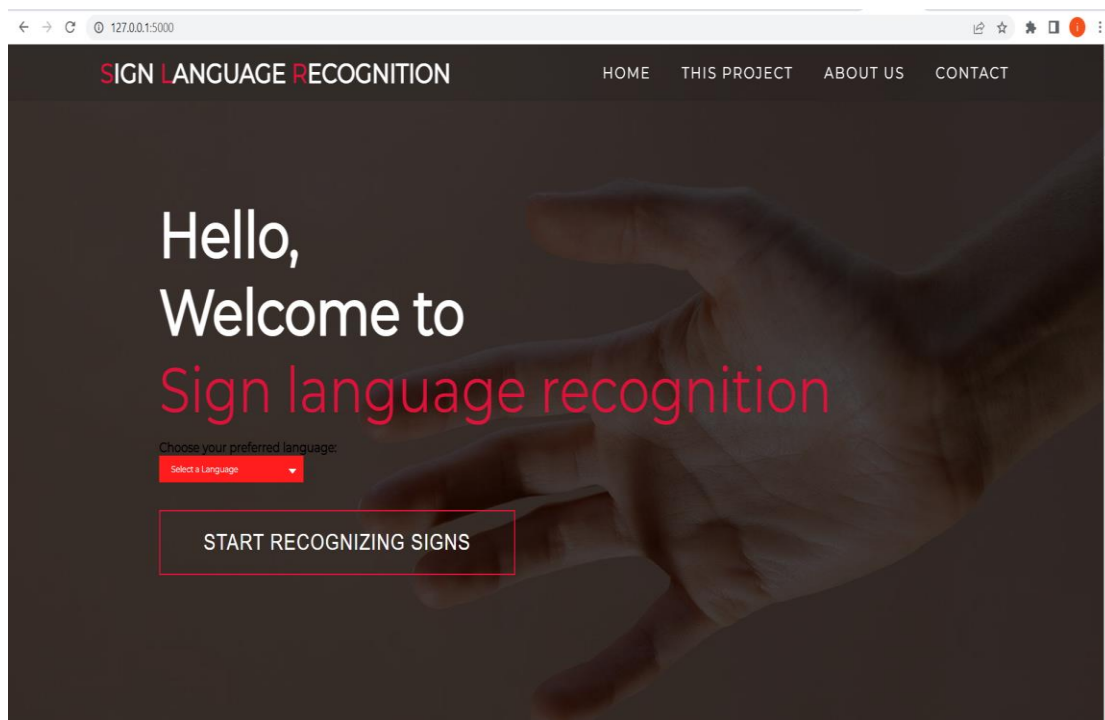 127.0.0.1:5000
SIGN LANGUAGE RECOGNITION
HOME THIS PROJECT ABOUT US CONTACT
Hello,
Welcome to
Sign language recognition
Choose your preferred language:
Select a Language
START RECOGNIZING SIGNS